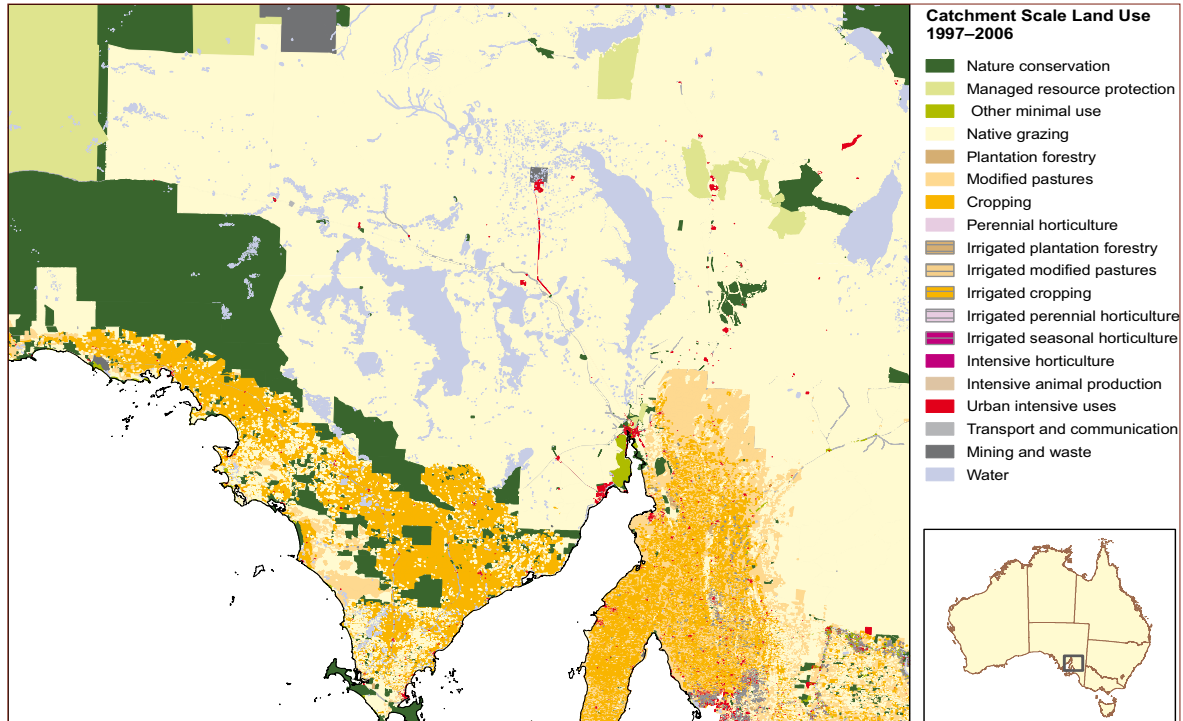 Catchment Scale Land Use
1997–2006
Nature conservation
Managed resource protection
Other minimal use
Native grazing
Plantation forestry
Modified pastures
Cropping
Perennial horticulture
Irrigated plantation forestry
Irrigated modified pastures
Irrigated cropping
Irrigated perennial horticulture
Irrigated seasonal horticulture
Intensive horticulture
Intensive animal production
Urban intensive uses
Transport and communication
Mining and waste
Water